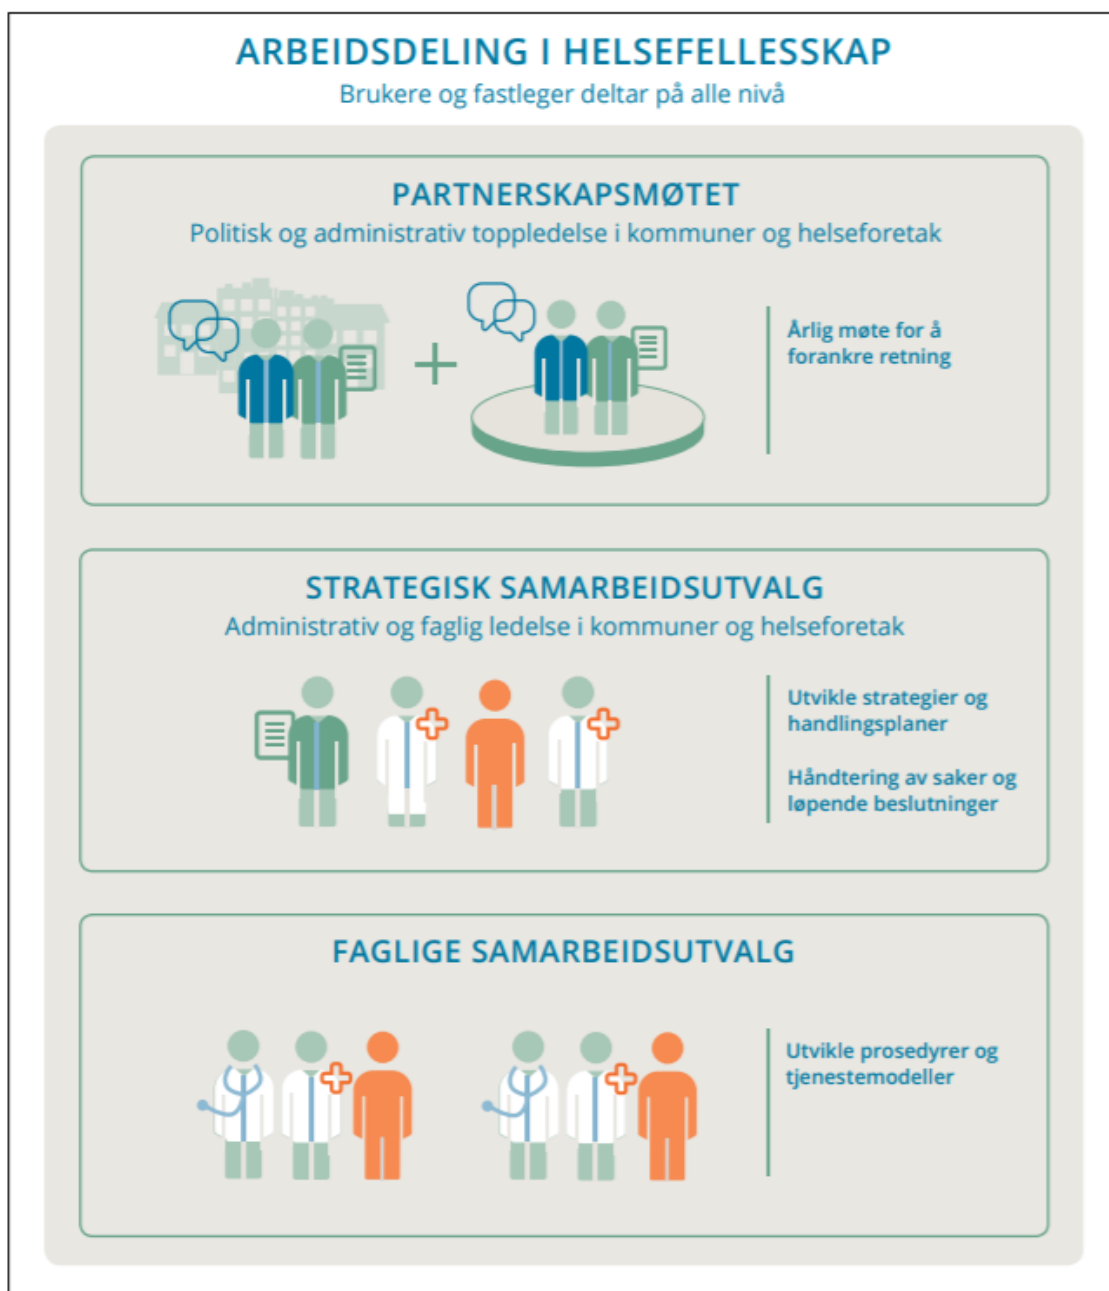 ARBEIDSDELING I HELSEFELLESSKAP
Brukere og fastleger deltar på alle nivå
PARTNERSKAPSMØTET
Politisk og administrativ toppledelse i kommuner og helseforetak
Årlig møte for å
forankre retning
STRATEGISK SAMARBEIDSUTVALG
Administrativ og faglig ledelse i kommuner og helseforetak
Utvikle strategier og
handlingsplaner
Håndtering av saker og
løpende beslutninger
FAGLIGE SAMARBEIDSUTVALG
Utvikle prosedyrer og
tjenestemodeller